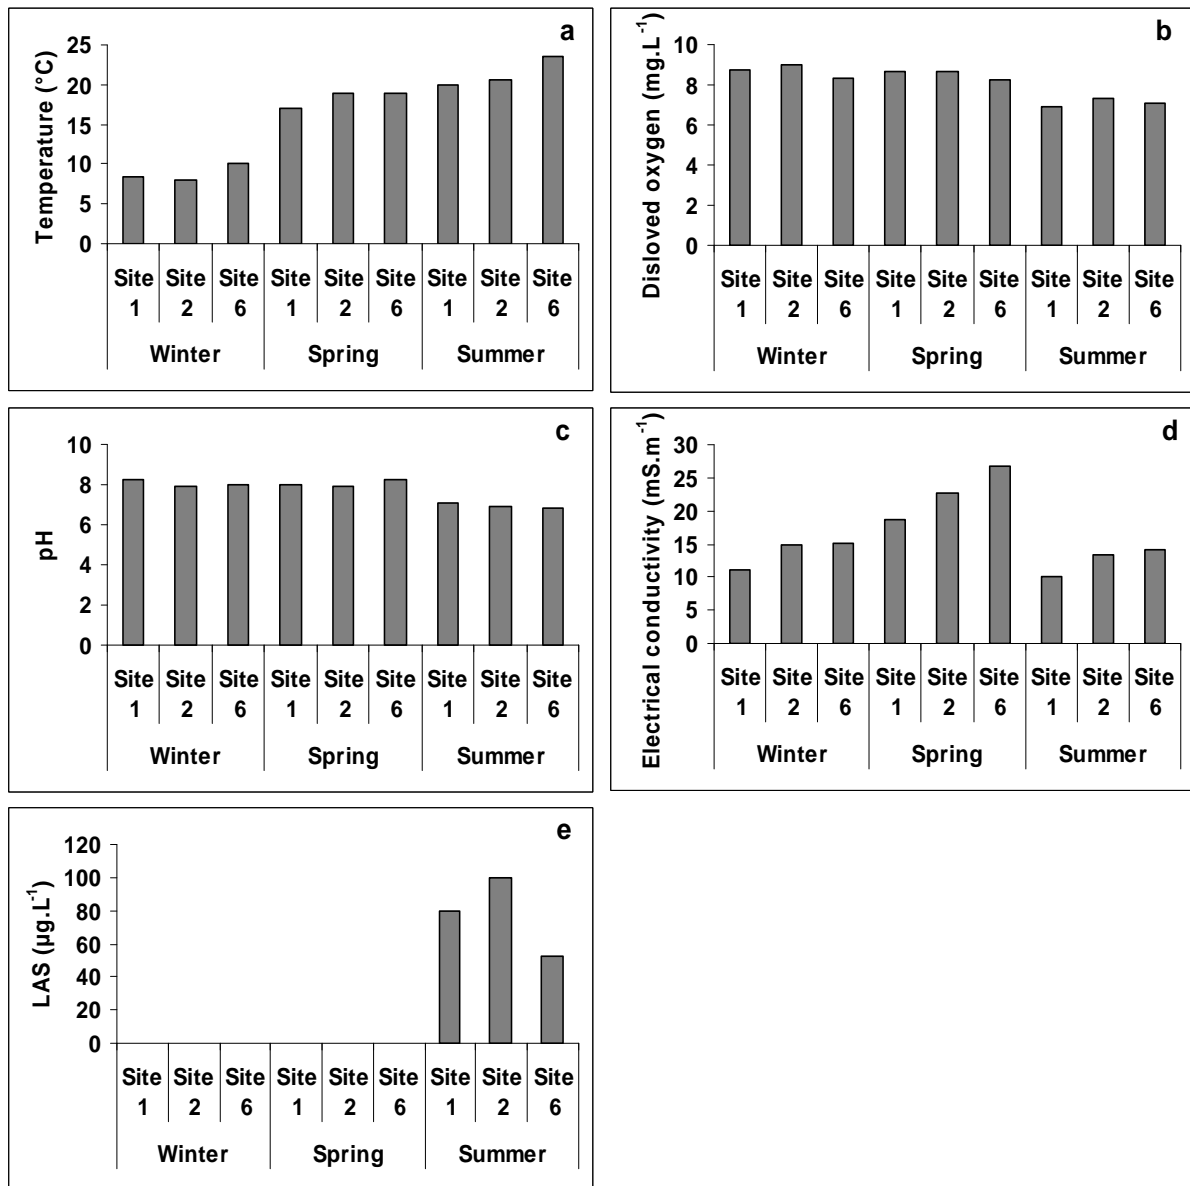 a
Temperature (°C)
25
20
15
10
5
0
Site Site Site Site Site Site Site Site Site
1 2 6 1 2 6 1 2 6
Winter Spring Summer
b
Disloved oxygen (mg.L⁻¹)
10
8
6
4
2
0
Site Site Site Site Site Site Site Site Site
1 2 6 1 2 6 1 2 6
Winter Spring Summer
c
pH
10
8
6
4
2
0
Site Site Site Site Site Site Site Site Site
1 2 6 1 2 6 1 2 6
Winter Spring Summer
d
Electrical conductivity (mS.m⁻¹)
30
25
20
15
10
5
0
Site Site Site Site Site Site Site Site Site
1 2 6 1 2 6 1 2 6
Winter Spring Summer
e
LAS (µg.L⁻¹)
120
100
80
60
40
20
0
Site Site Site Site Site Site Site Site Site
1 2 6 1 2 6 1 2 6
Winter Spring Summer